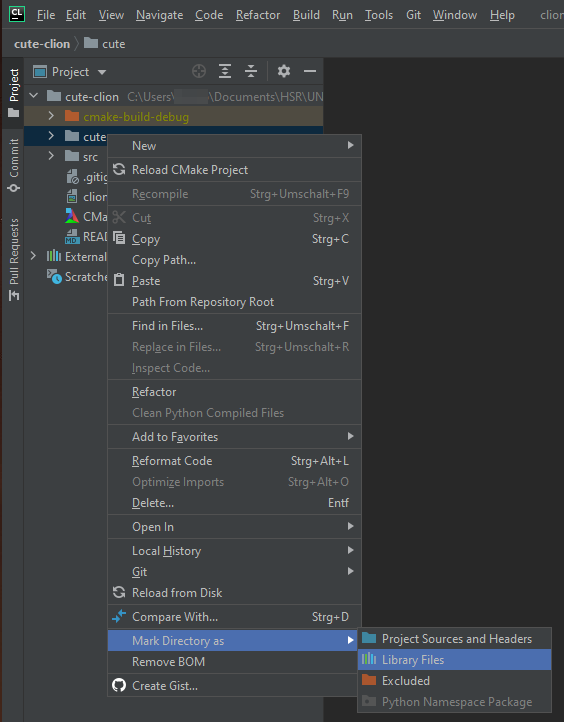 CL File Edit View Navigate Code Refactor Build Run Tools Git Window Help clion
cute-clion cute
Project
Commit
Pull Requests
Project
cute-clion C:\Users\ \Documents\HSR\UN
cmake-build-debug
cute
src
.gitig
clion
CMa
READ
MD
External
Scratche
New
Reload CMake Project
Recompile Strg+Umschalt+F9
Cut Strg+X
Copy Strg+C
Copy Path...
Paste Strg+V
Path From Repository Root
Find in Files... Strg+Umschalt+F
Replace in Files... Strg+Umschalt+R
Inspect Code...
Refactor
Clean Python Compiled Files
Add to Favorites
Reformat Code Strg+Alt+L
Optimize Imports Strg+Alt+O
Delete... Entf
Open In
Local History
Git
Reload from Disk
Compare With... Strg+D
Mark Directory as
Remove BOM
Create Gist...
Project Sources and Headers
Library Files
Excluded
Python Namespace Package